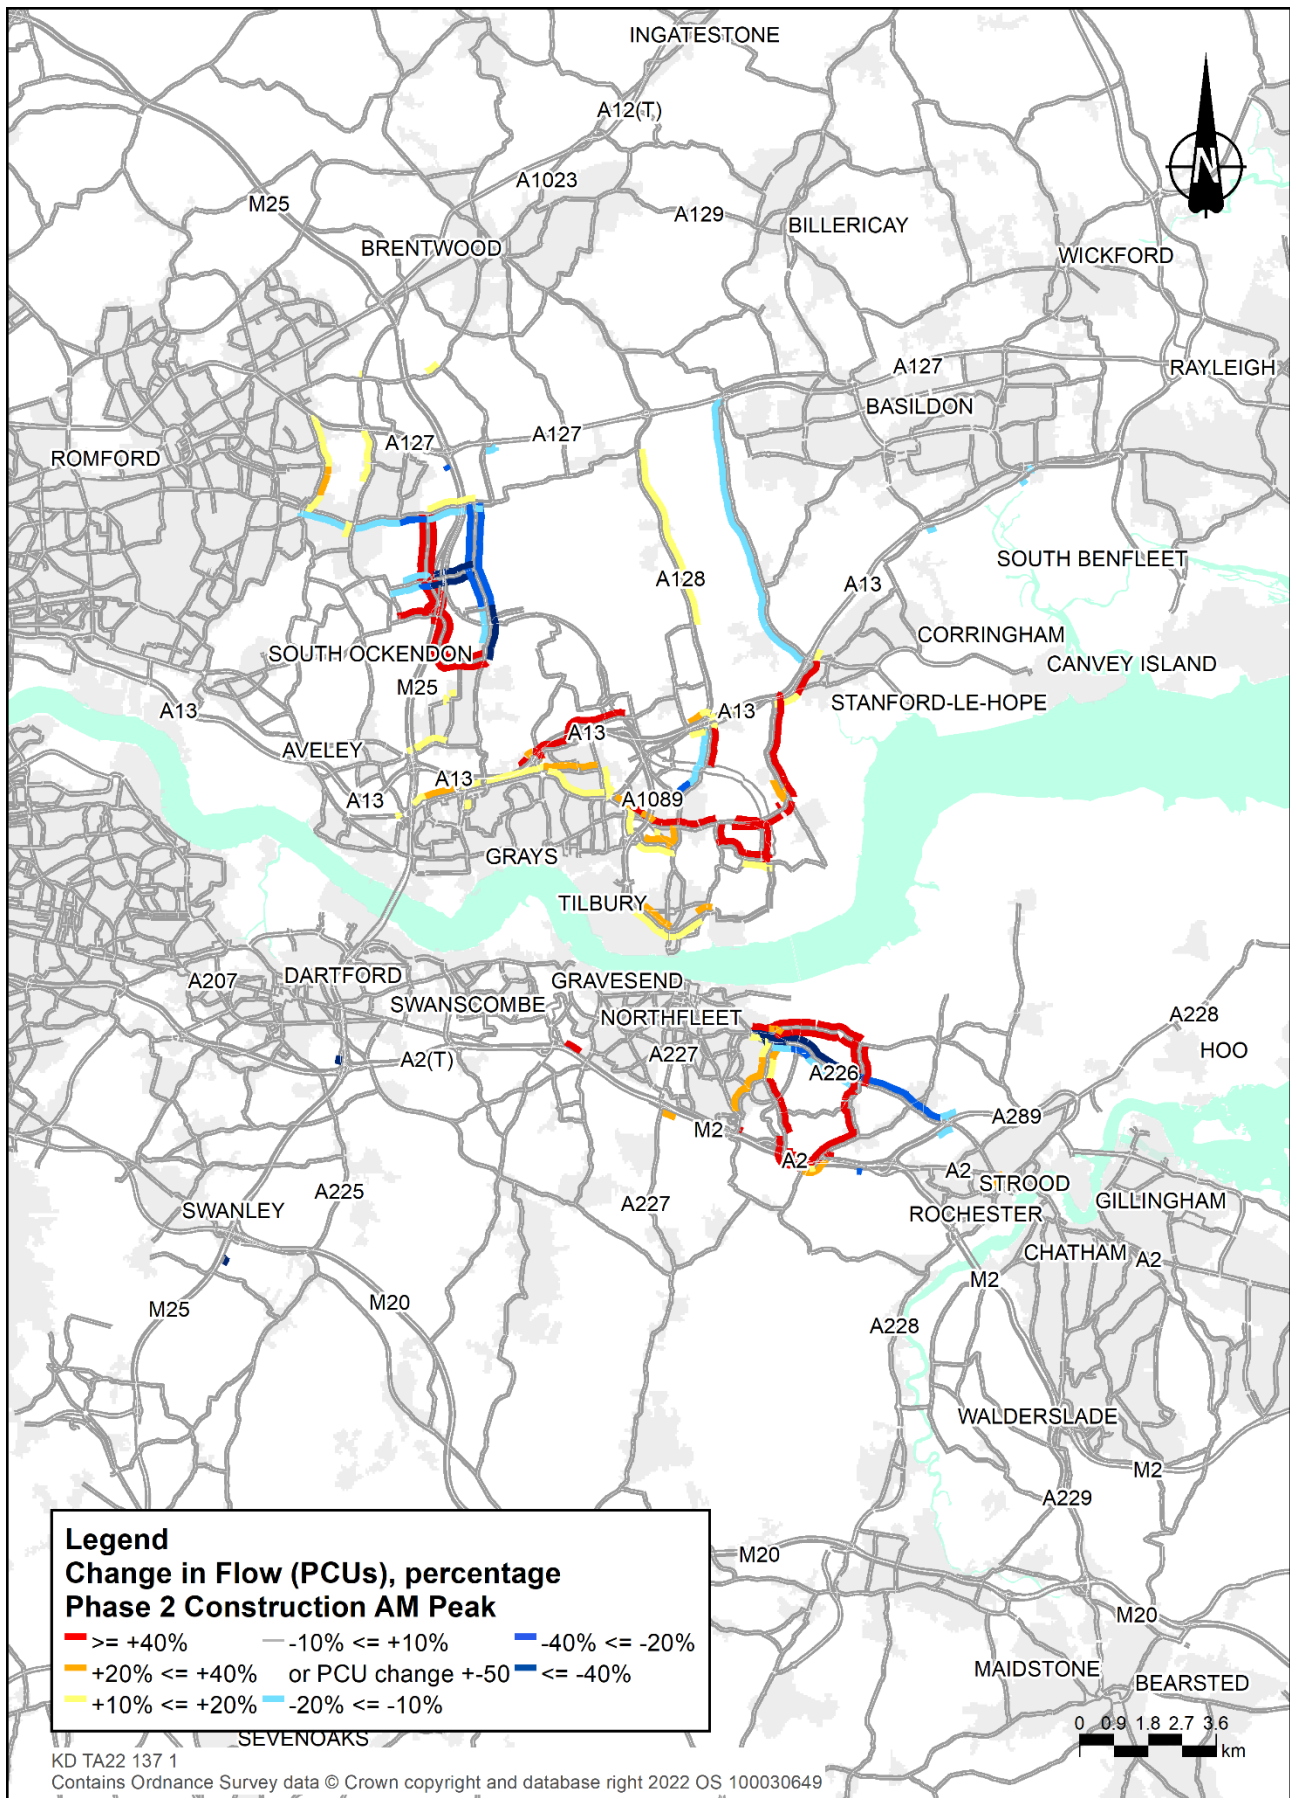 INGATESTONE
A12(T)
N
A1023
M25
A129
BILLERICAY
BRENTWOOD
WICKFORD
A127
RAYLEIGH
BASILDON
A127
A127
ROMFORD
SOUTH BENFLEET
A128
A13
CORRINGHAM
SOUTH OCKENDON
CANVEY ISLAND
M25
STANFORD-LE-HOPE
A13
A13
A13
AVELEY
A13
A13
A1089
GRAYS
TILBURY
DARTFORD
A207
GRAVESEND
SWANSCOMBE
NORTHFLEET
A228
HOO
A2(T)
A227
A226
A289
M2
A2
A2
STROOD
A225
GILLINGHAM
A227
SWANLEY
ROCHESTER
CHATHAM
A2
M2
M25
M20
A228
WALDERSLADE
M2
A229
M20
M20
MAIDSTONE
BEARSTED
Legend
Change in Flow (PCUs), percentage
Phase 2 Construction AM Peak
>= +40%
-10% <= +10%
-40% <= -20%
+20% <= +40%
or PCU change +-50
<= -40%
+10% <= +20%
-20% <= -10%
0 0.9 1.8 2.7 3.6
km
SEVENOAKS
KD TA22 137 1
Contains Ordnance Survey data © Crown copyright and database right 2022 OS 100030649